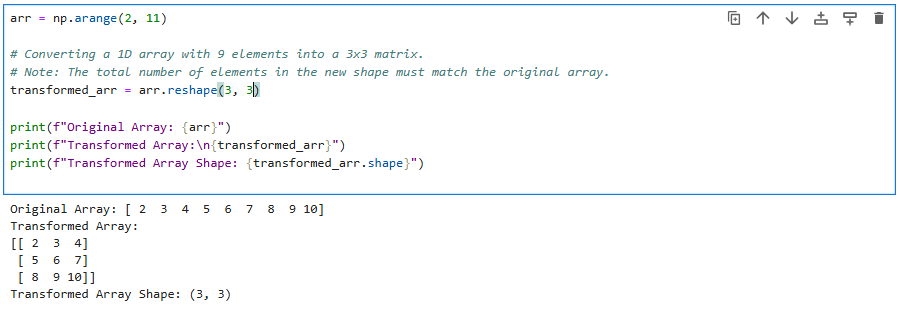 arr = np.arange(2, 11)
# Converting a 1D array with 9 elements into a 3x3 matrix.
# Note: The total number of elements in the new shape must match the original array.
transformed_arr = arr.reshape(3, 3)
print(f"Original Array: {arr}")
print(f"Transformed Array:\n{transformed_arr}")
print(f"Transformed Array Shape: {transformed_arr.shape}")
Original Array: [ 2  3  4  5  6  7  8  9 10]
Transformed Array:
[[ 2  3  4]
 [ 5  6  7]
 [ 8  9 10]]
Transformed Array Shape: (3, 3)